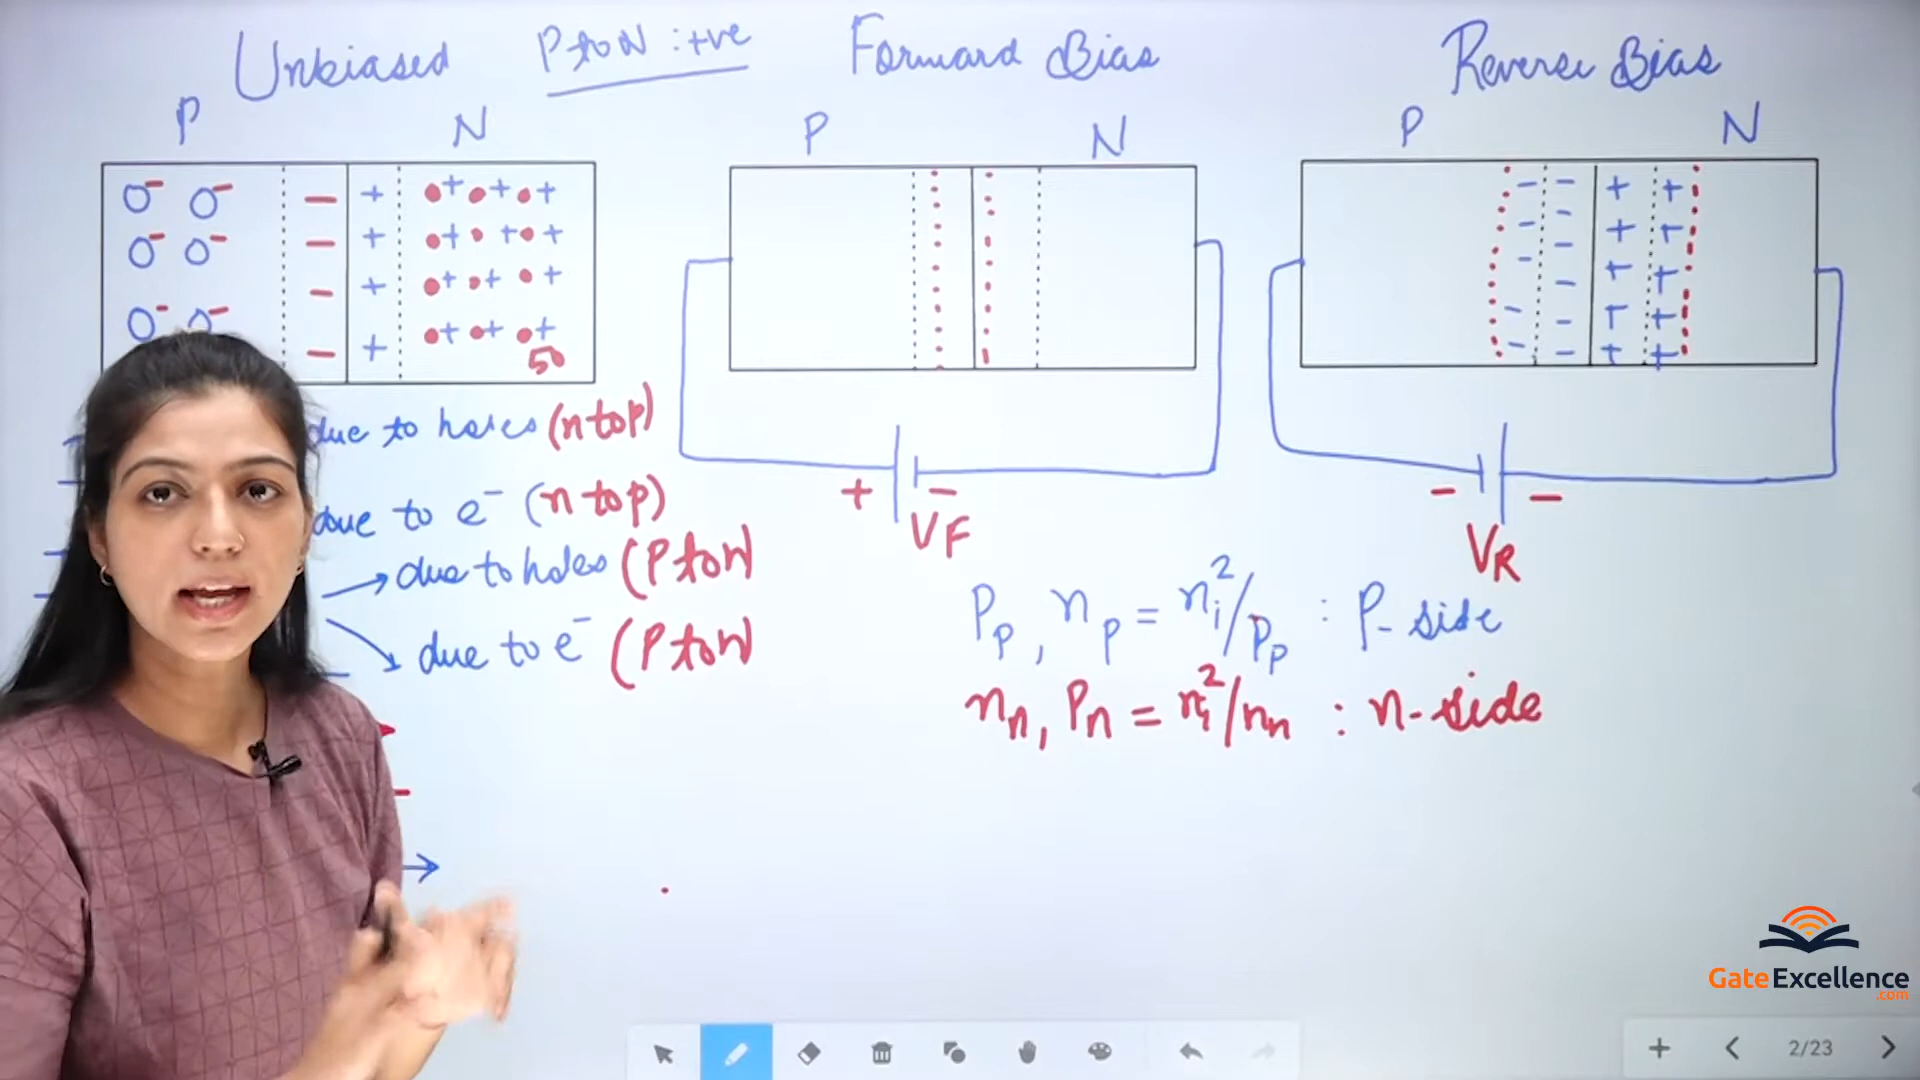 Unbiased P to N : +ve Forward Bias Reverse Bias
P N P N P N
50
due to holes (n to p)
due to e⁻ (n to p)
+ − − −
VF VR
due to holes (P to N)
due to e⁻ (P to N)
Pp, np = ni²/Pp : P-side
nn, Pn = ni²/nn : n-side
GateExcellence
.com
2/23